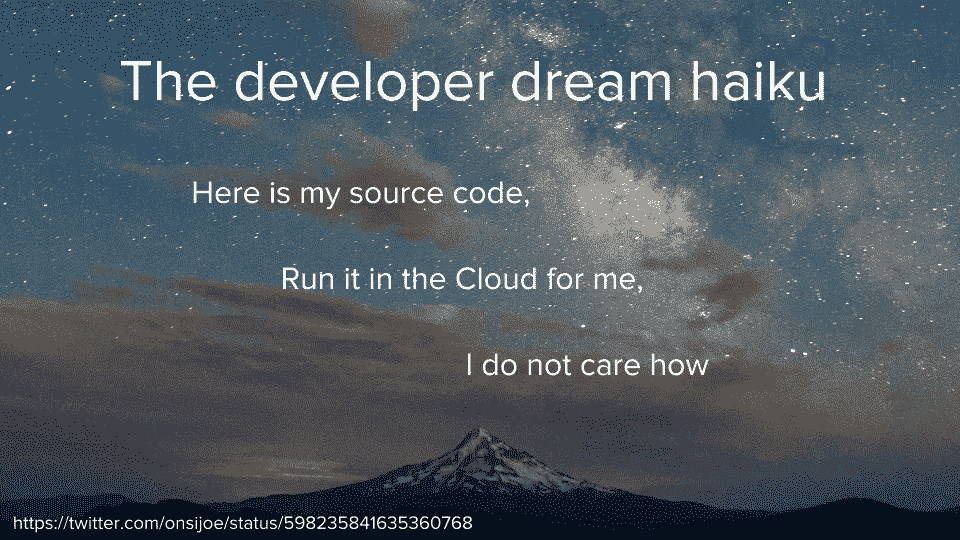 The developer dream haiku
Here is my source code,
Run it in the Cloud for me,
I do not care how
https://twitter.com/onsijoe/status/598235841635360768